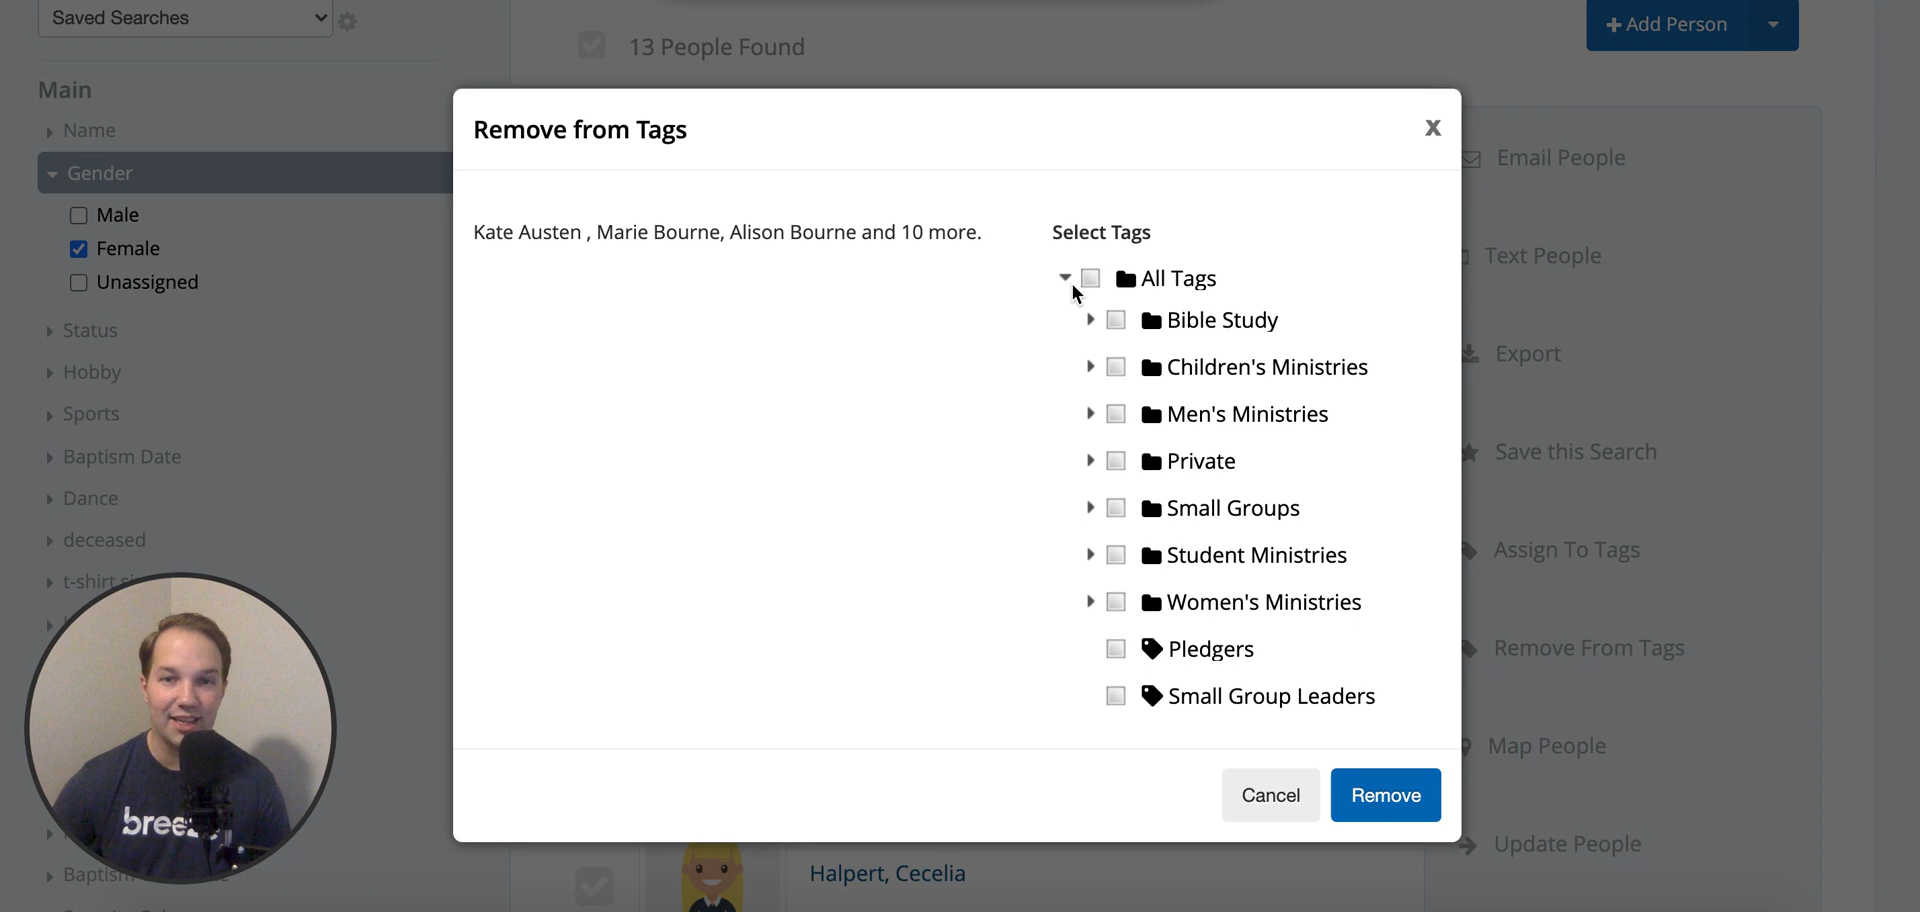 Saved Searches
13 People Found
Add Person
Main
Name
Gender
Male
Female
Unassigned
Status
Hobby
Sports
Baptism Date
Dance
deceased
t-shirt
Baptism
Remove from Tags
X
Kate Austen , Marie Bourne, Alison Bourne and 10 more.
Select Tags
All Tags
Bible Study
Children's Ministries
Men's Ministries
Private
Small Groups
Student Ministries
Women's Ministries
Pledgers
Small Group Leaders
Cancel
Remove
Email People
Text People
Export
Save this Search
Assign To Tags
Remove From Tags
Map People
Update People
Halpert, Cecelia